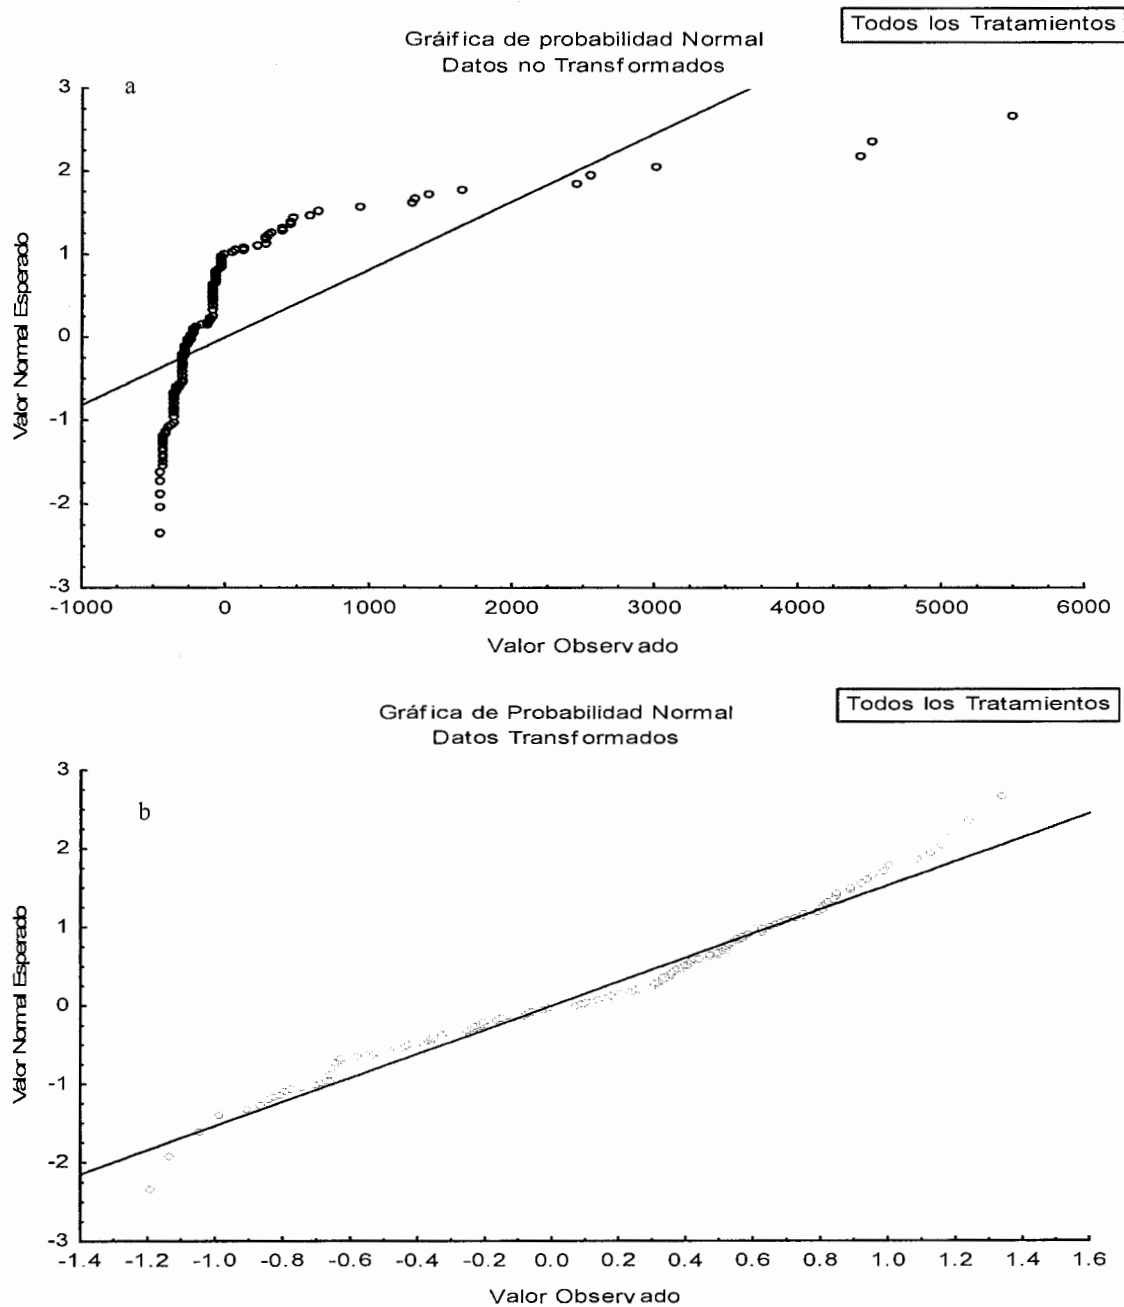 Todos los Tratamientos
Gráifica de probabilidad Normal
Datos no Transformados
a
3
2
1
0
-1
-2
-3
Valor Normal Esperado
-1000 0 1000 2000 3000 4000 5000 6000
Valor Observado
Todos los Tratamientos
Gráfica de Probabilidad Normal
Datos Transformados
b
3
2
1
0
-1
-2
-3
Valor Normal Esperado
-1.4 -1.2 -1.0 -0.8 -0.6 -0.4 -0.2 0.0 0.2 0.4 0.6 0.8 1.0 1.2 1.4 1.6
Valor Observado